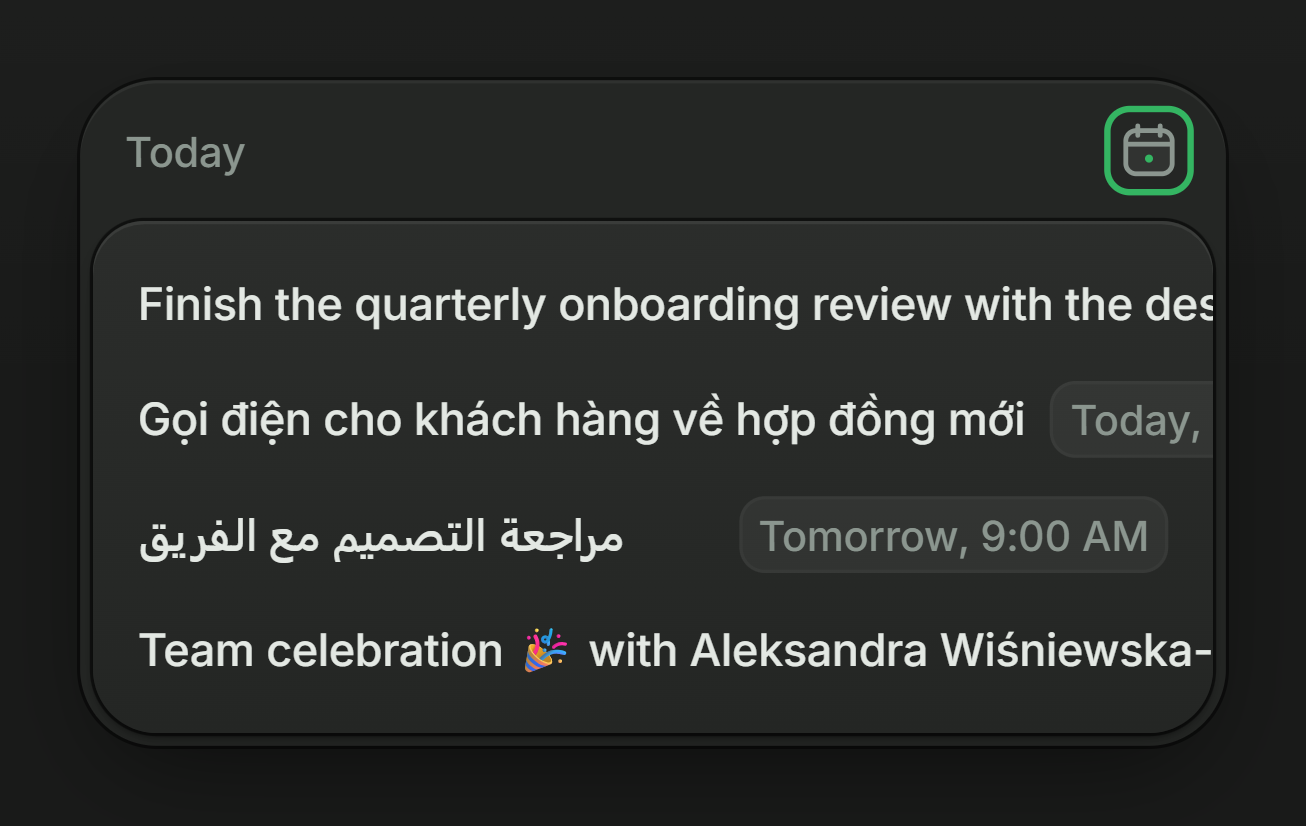 Today
Finish the quarterly onboarding review with the des
Gọi điện cho khách hàng về hợp đồng mới Today,
مراجعة التصميم مع الفريق Tomorrow, 9:00 AM
Team celebration 🎉 with Aleksandra Wiśniewska-